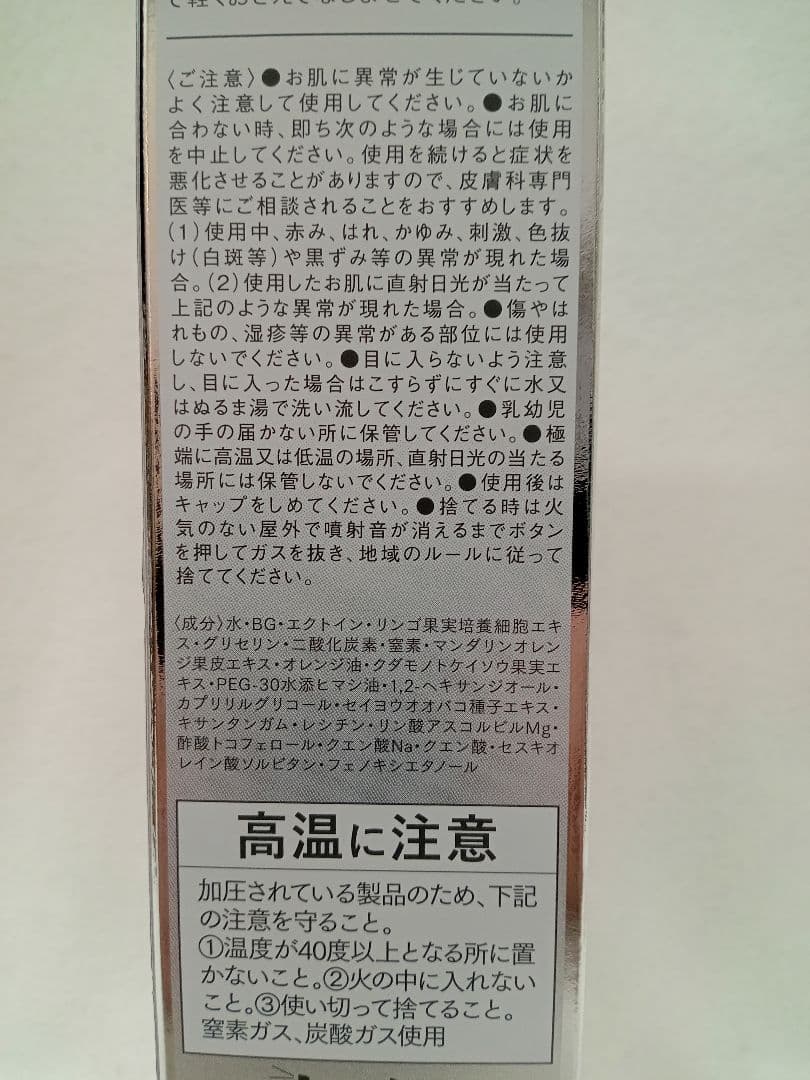 で軽くおさえてなじませてください。
〈ご注意〉●お肌に異常が生じていないか
よく注意して使用してください。●お肌に
合わない時、即ち次のような場合には使用
を中止してください。使用を続けると症状を
悪化させることがありますので、皮膚科専門
医等にご相談されることをおすすめします。
(1)使用中、赤み、はれ、かゆみ、刺激、色抜
け(白斑等)や黒ずみ等の異常が現れた場
合。(2)使用したお肌に直射日光が当たって
上記のような異常が現れた場合。●傷やは
れもの、湿疹等の異常がある部位には使用
しないでください。●目に入らないよう注意
し、目に入った場合はこすらずにすぐに水又
はぬるま湯で洗い流してください。●乳幼児
の手の届かない所に保管してください。●極
端に高温又は低温の場所、直射日光の当たる
場所には保管しないでください。●使用後は
キャップをしめてください。●捨てる時は火
気のない屋外で噴射音が消えるまでボタン
を押してガスを抜き、地域のルールに従って
捨ててください。
〈成分〉水・BG・エクトイン・リンゴ果実培養細胞エキ
ス・グリセリン・二酸化炭素・窒素・マンダリンオレン
ジ果皮エキス・オレンジ油・クダモノトケイソウ果実エ
キス・PEG-30水添ヒマシ油・1,2-ヘキサンジオール・
カプリリルグリコール・セイヨウオオバコ種子エキス・
キサンタンガム・レシチン・リン酸アスコルビルMg・
酢酸トコフェロール・クエン酸Na・クエン酸・セスキオ
レイン酸ソルビタン・フェノキシエタノール
高温に注意
加圧されている製品のため、下記
の注意を守ること。
①温度が40度以上となる所に置
かないこと。②火の中に入れない
こと。③使い切って捨てること。
窒素ガス、炭酸ガス使用